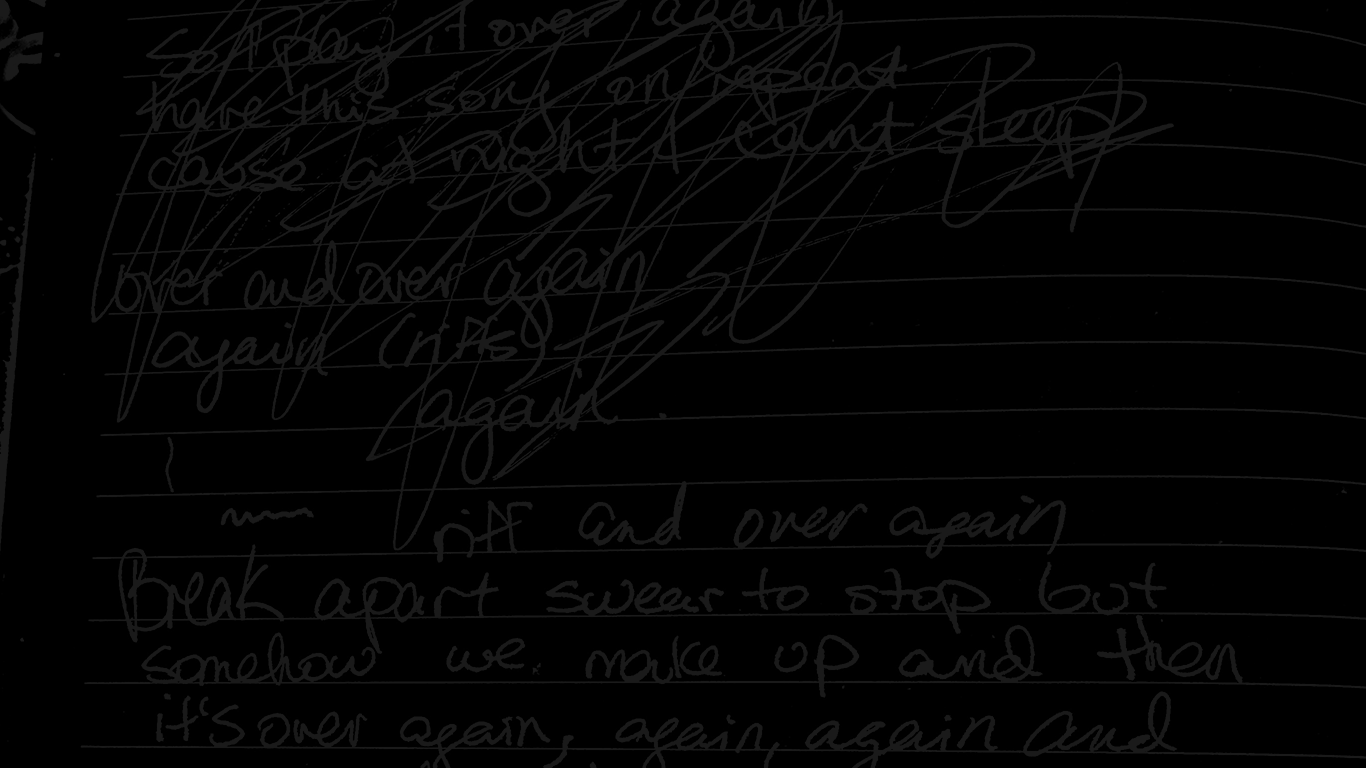 So I play it over again
have this song on repeat
cause at night I can't sleep
over and over again
again (riffs)
again.
riff and over again
Break apart swear to stop but
somehow we make up and then
it's over again, again, again and